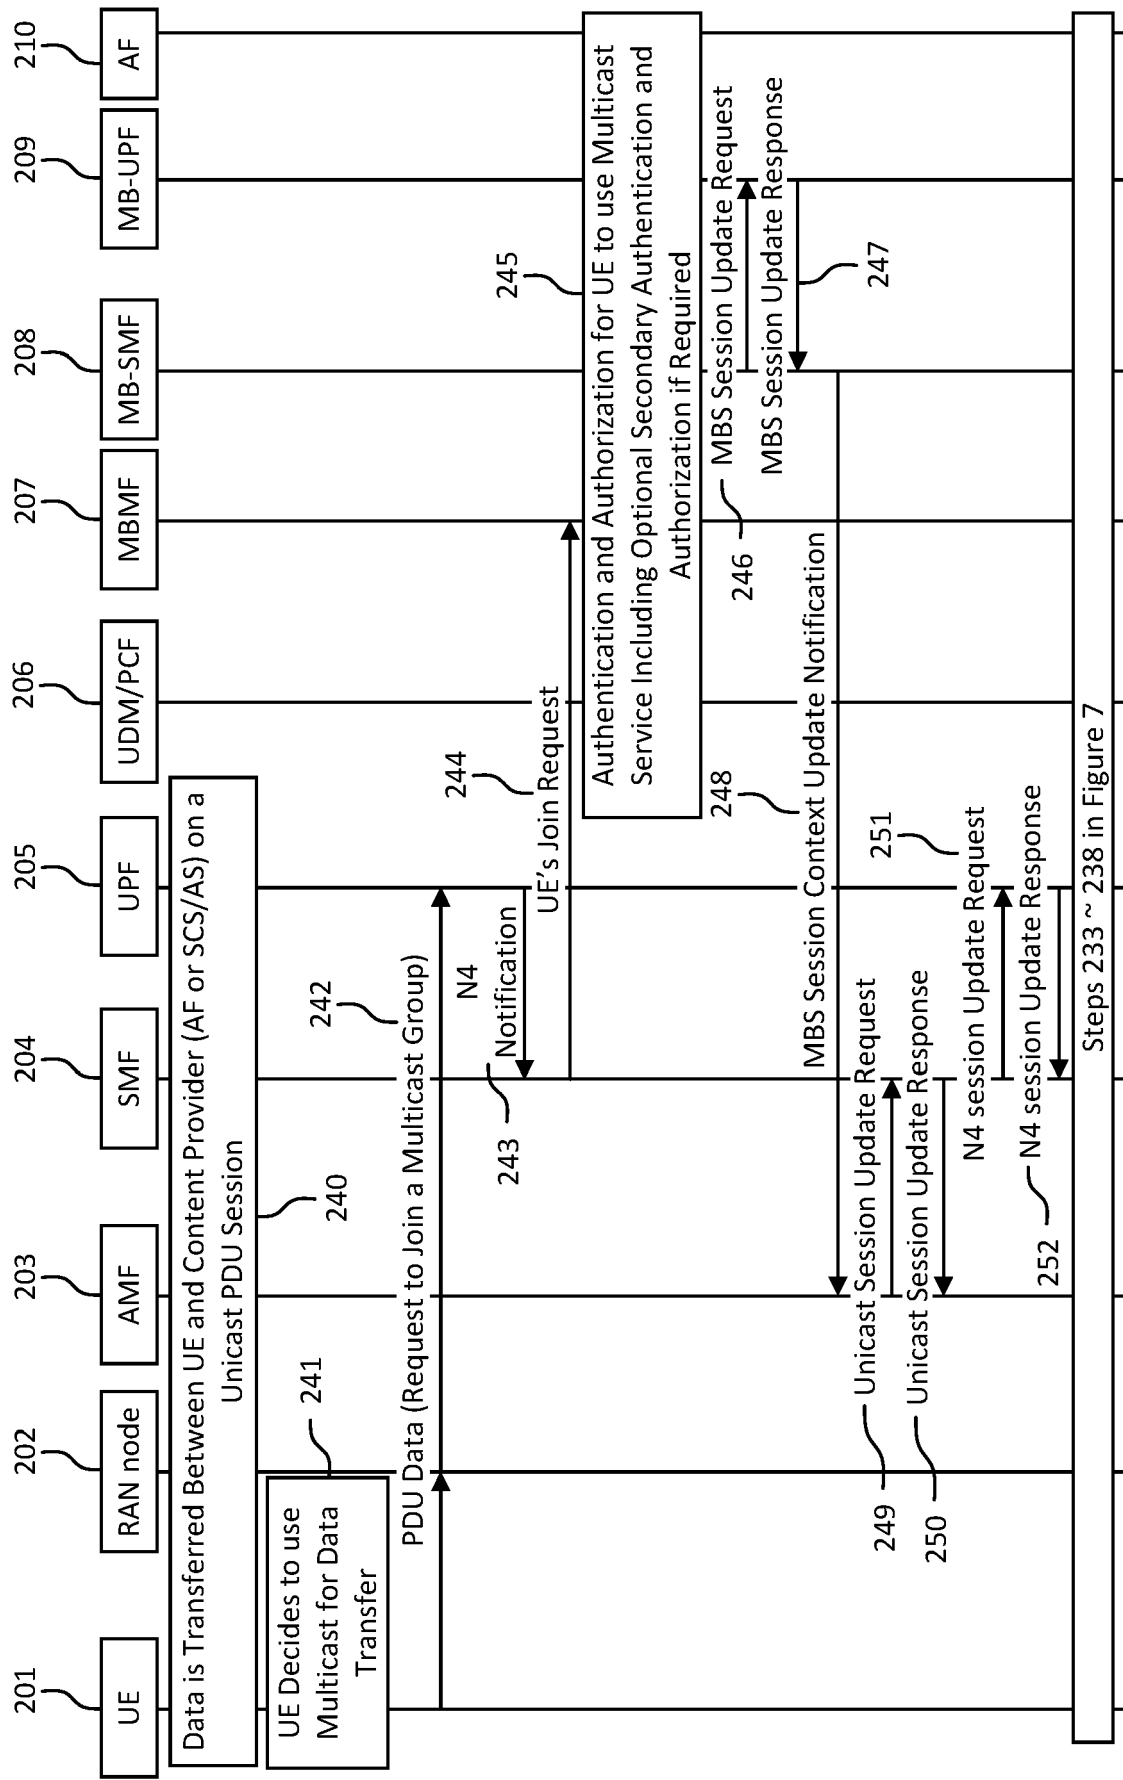 201
202
203
204
205
206
207
208
209
210
UE
RAN node
AMF
SMF
UPF
UDM/PCF
MBMF
MB-SMF
MB-UPF
AF
Data is Transferred Between UE and Content Provider (AF or SCS/AS) on a
Unicast PDU Session
240
UE Decides to use
Multicast for Data
Transfer
241
PDU Data (Request to Join a Multicast Group)
242
N4
Notification
243
UE's Join Request
244
245
Authentication and Authorization for UE to use Multicast
Service Including Optional Secondary Authentication and
Authorization if Required
MBS Session Update Request
246
MBS Session Update Response
247
MBS Session Context Update Notification
248
Unicast Session Update Request
249
Unicast Session Update Response
250
N4 session Update Request
251
N4 session Update Response
252
Steps 233 ~ 238 in Figure 7